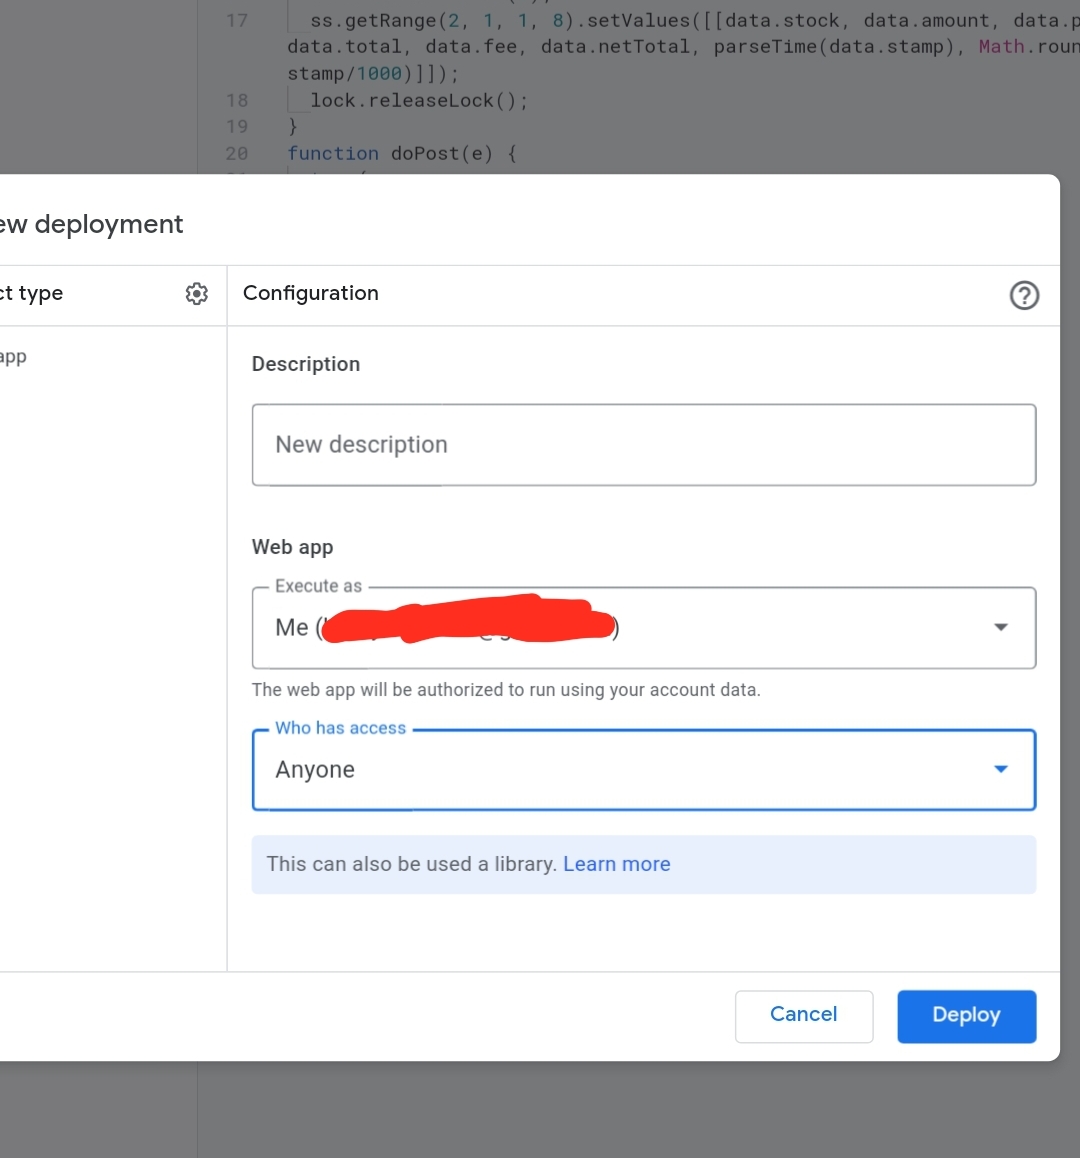 17 ss.getRange(2, 1, 1, 8).setValues([[data.stock, data.amount, data.p
data.total, data.fee, data.netTotal, parseTime(data.stamp), Math.roun
stamp/1000)]]);
18 lock.releaseLock();
19 }
20 function doPost(e) {
ew deployment
ct type
Configuration
app
Description
New description
Web app
Execute as
Me (
)
The web app will be authorized to run using your account data.
Who has access
Anyone
This can also be used a library. Learn more
Cancel
Deploy